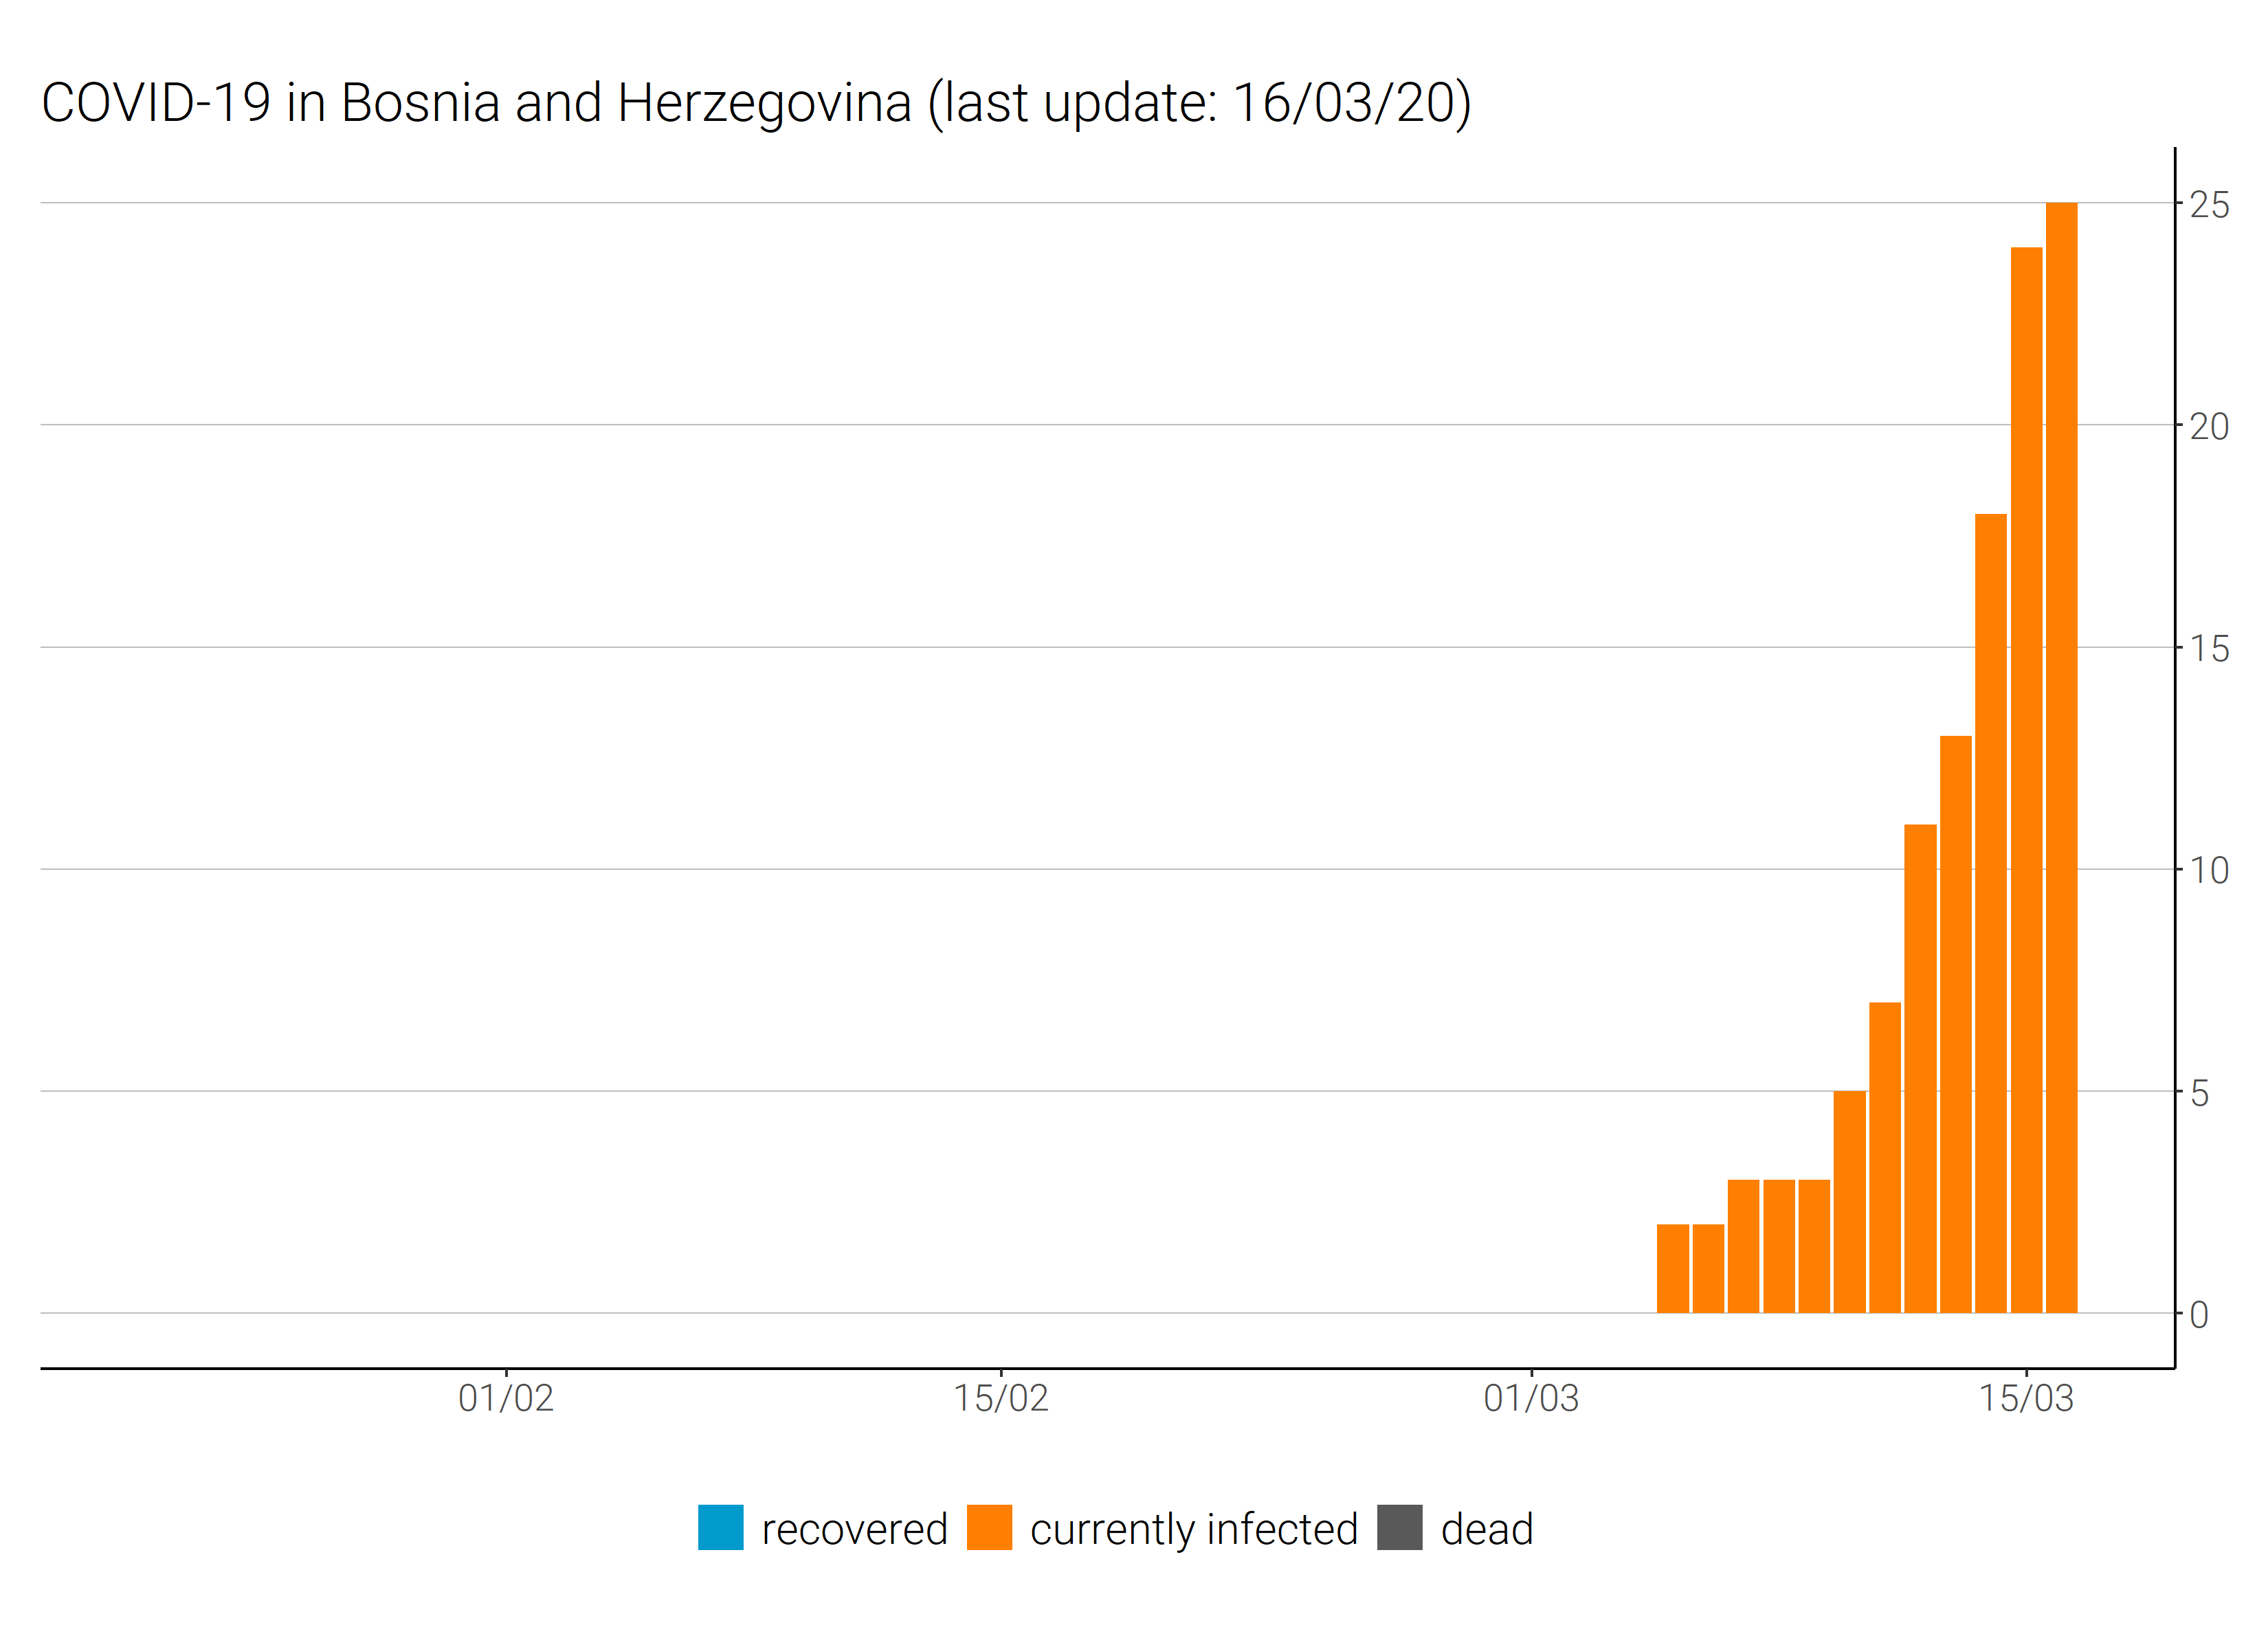 COVID-19 in Bosnia and Herzegovina (last update: 16/03/20)
25
20
15
10
5
0
01/02 15/02 01/03 15/03
recovered currently infected dead